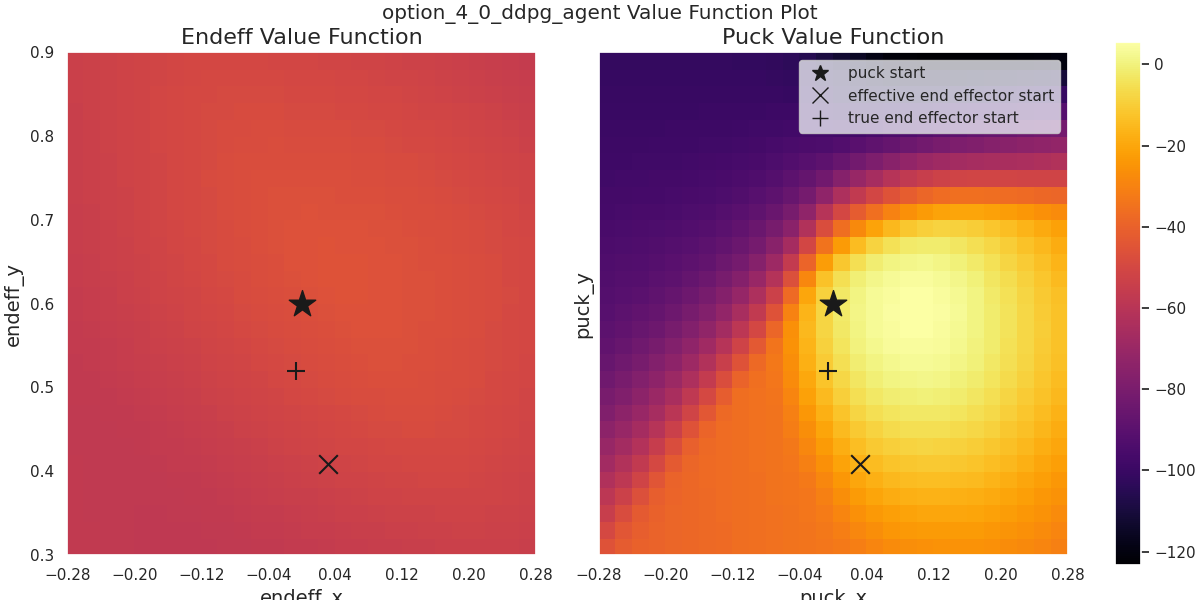 option_4_0_ddpg_agent Value Function Plot
Endeff Value Function
Puck Value Function
0.9
0.8
0.7
0.6
0.5
0.4
0.3
endeff_y
−0.28 −0.20 −0.12 −0.04 0.04 0.12 0.20 0.28
endeff_x
puck start
effective end effector start
true end effector start
puck_y
−0.28 −0.20 −0.12 −0.04 0.04 0.12 0.20 0.28
puck_x
0
−20
−40
−60
−80
−100
−120